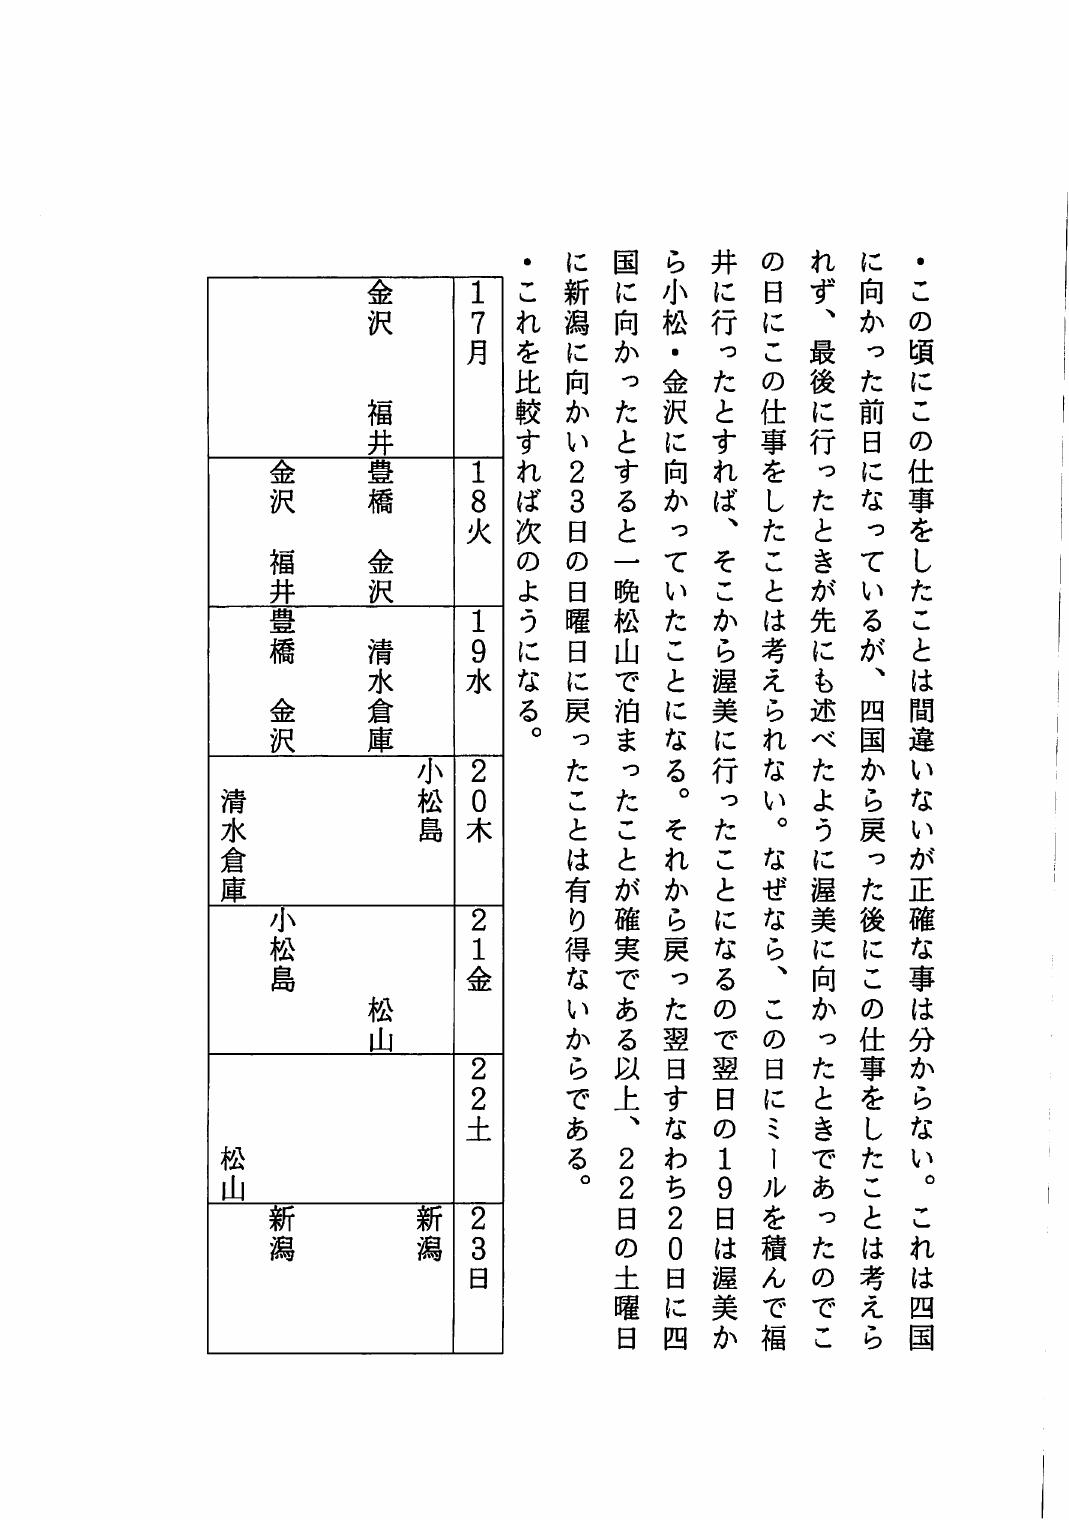 ・この頃にこの仕事をしたことは間違いないが正確な事は分からない。これは四国
に向かった前日になっているが、四国から戻った後にこの仕事をしたことは考えら
れず、最後に行ったときが先にも述べたように渥美に向かったときであったのでこ
の日にこの仕事をしたことは考えられない。なぜなら、この日にミールを積んで福
井に行ったとすれば、そこから渥美に行ったことになるので翌日の19日は渥美か
ら小松・金沢に向かっていたことになる。それから戻った翌日すなわち20日に四
国に向かったとすると一晩松山で泊まったことが確実である以上、22日の土曜日
に新潟に向かい23日の日曜日に戻ったことは有り得ないからである。
・これを比較すれば次のようになる。
17月 18火 19水 20木 21金 22土 23日
小松島 新潟
金沢 福井 豊橋 金沢 清水倉庫 松山
金沢 福井 豊橋 金沢 小松島 新潟
清水倉庫 松山